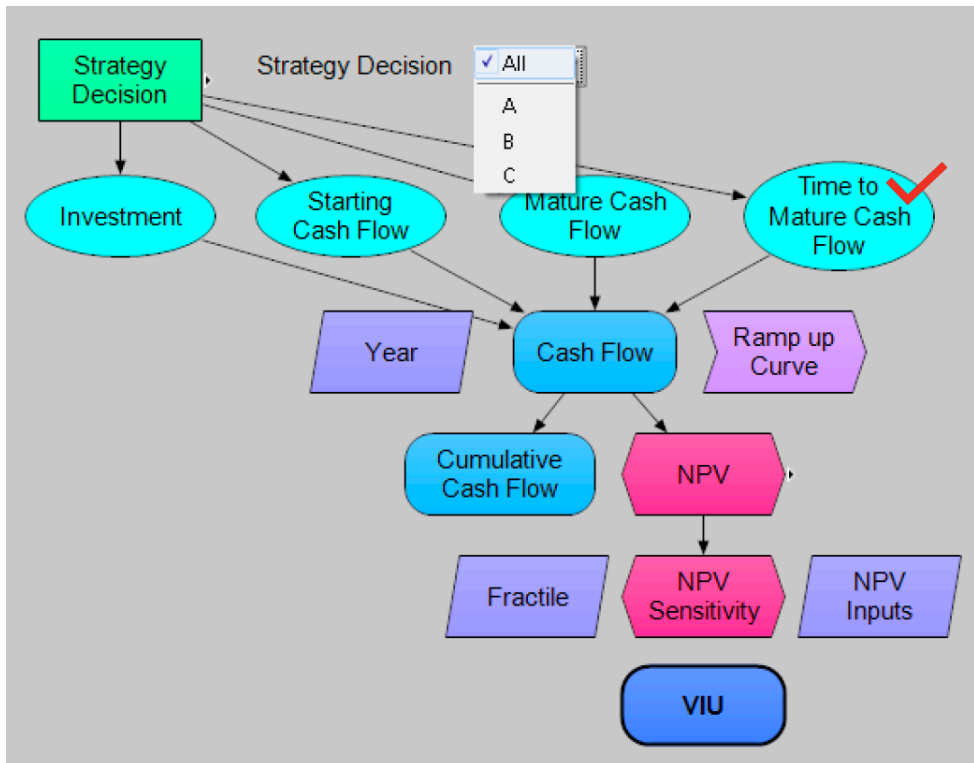 Strategy
Decision
Strategy Decision
All
A
B
C
Investment
Starting
Cash Flow
Mature Cash
Flow
Time to
Mature Cash
Flow
Year
Cash Flow
Ramp up
Curve
Cumulative
Cash Flow
NPV
Fractile
NPV
Sensitivity
NPV
Inputs
VIU